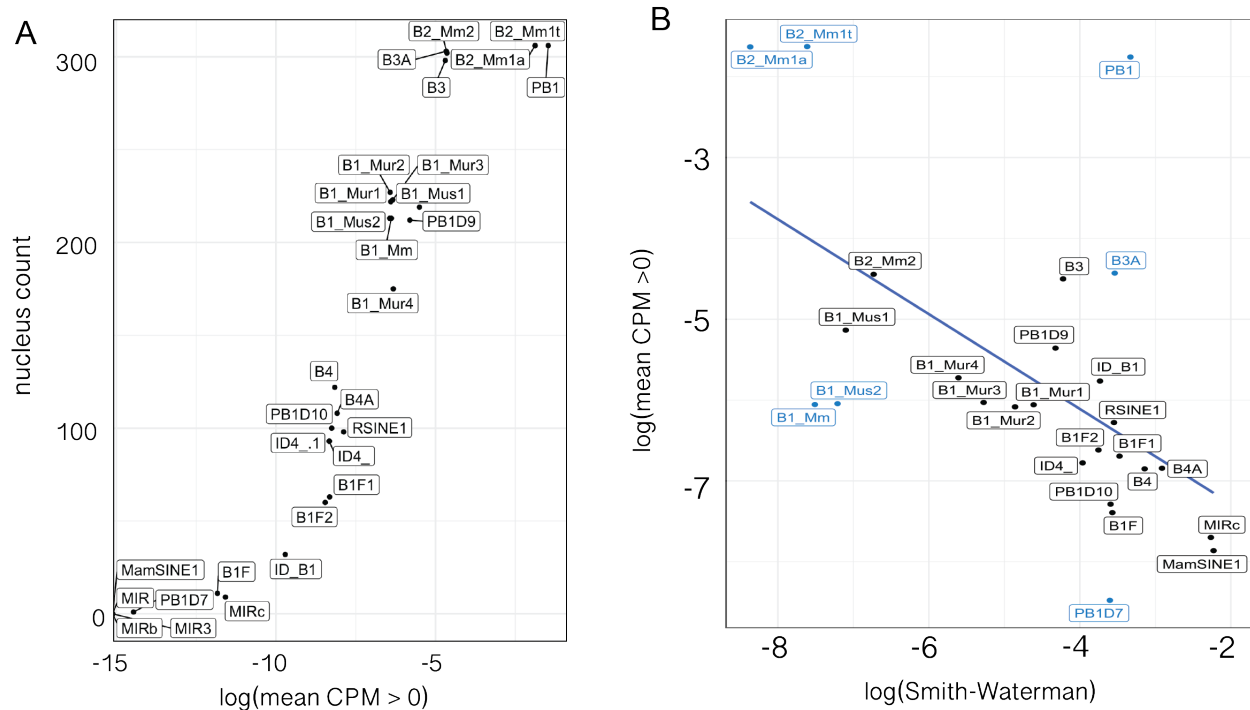 A
B2_Mm2
B2_Mm1t
B3A
B2_Mm1a
B3
PB1
B1_Mur2
B1_Mur3
B1_Mur1
B1_Mus1
B1_Mus2
PB1D9
B1_Mm
B1_Mur4
B4
B4A
PB1D10
RSINE1
ID4_.1
ID4_
B1F1
B1F2
ID_B1
MamSINE1
B1F
MIR
PB1D7
MIRc
MIRb
MIR3
300
200
100
0
nucleus count
-15
-10
-5
log(mean CPM > 0)
B
B2_Mm1t
B2_Mm1a
PB1
B3A
B3
B2_Mm2
B1_Mus1
PB1D9
B1_Mur4
ID_B1
B1_Mur3
B1_Mur1
B1_Mus2
B1_Mm
B1_Mur2
RSINE1
B1F2
B1F1
ID4_
B4A
B4
PB1D10
B1F
MIRc
MamSINE1
PB1D7
-3
-5
-7
log(mean CPM >0)
-8
-6
-4
-2
log(Smith-Waterman)